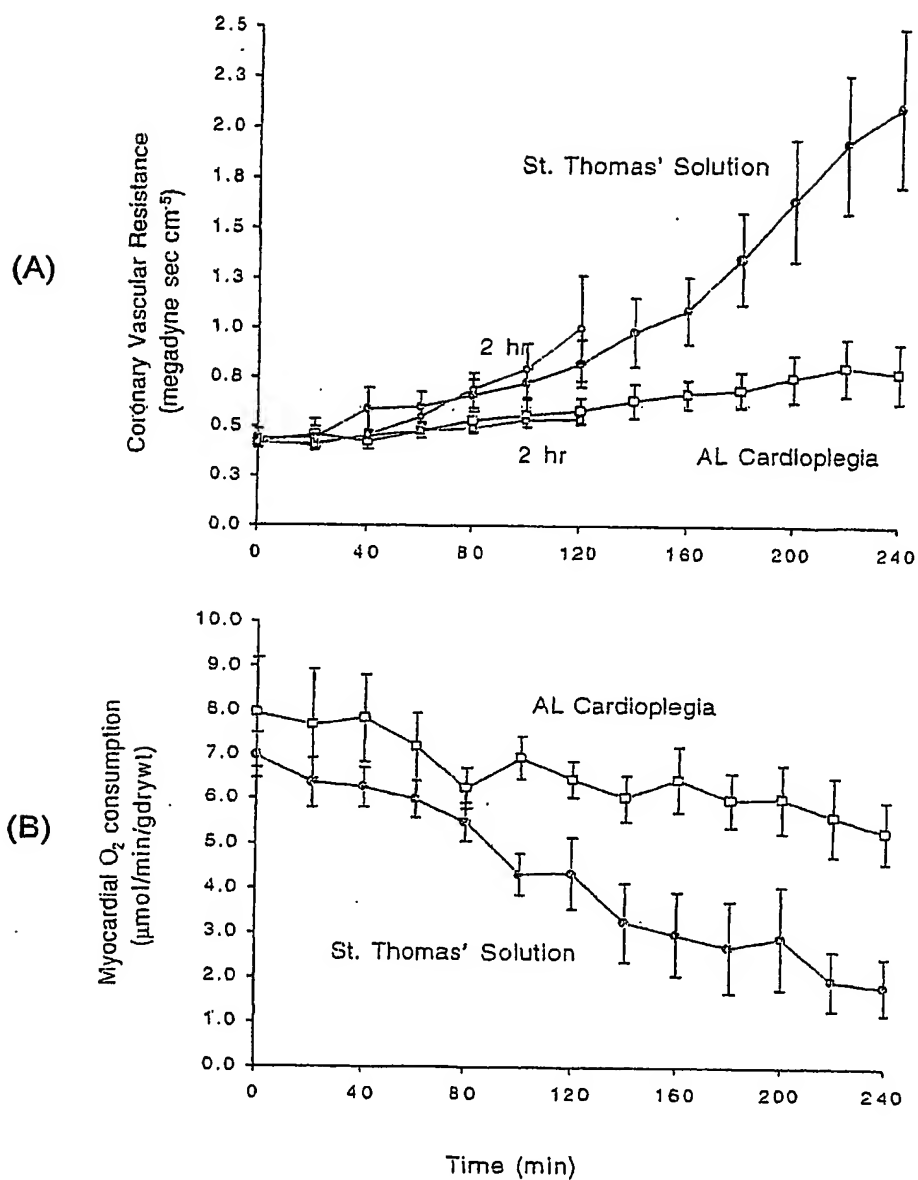 (A)
Coronary Vascular Resistance
(megadyne sec cm-5)
2.5
2.3
2.0
1.8
1.5
1.3
1.0
0.8
0.5
0.3
0.0
St. Thomas' Solution
2 hr
2 hr
AL Cardioplegia
0 40 80 120 160 200 240
(B)
Myocardial O2 consumption
(µmol/min/gdrywt)
10.0
9.0
8.0
7.0
6.0
5.0
4.0
3.0
2.0
1.0
0.0
AL Cardioplegia
St. Thomas' Solution
0 40 80 120 160 200 240
Time (min)